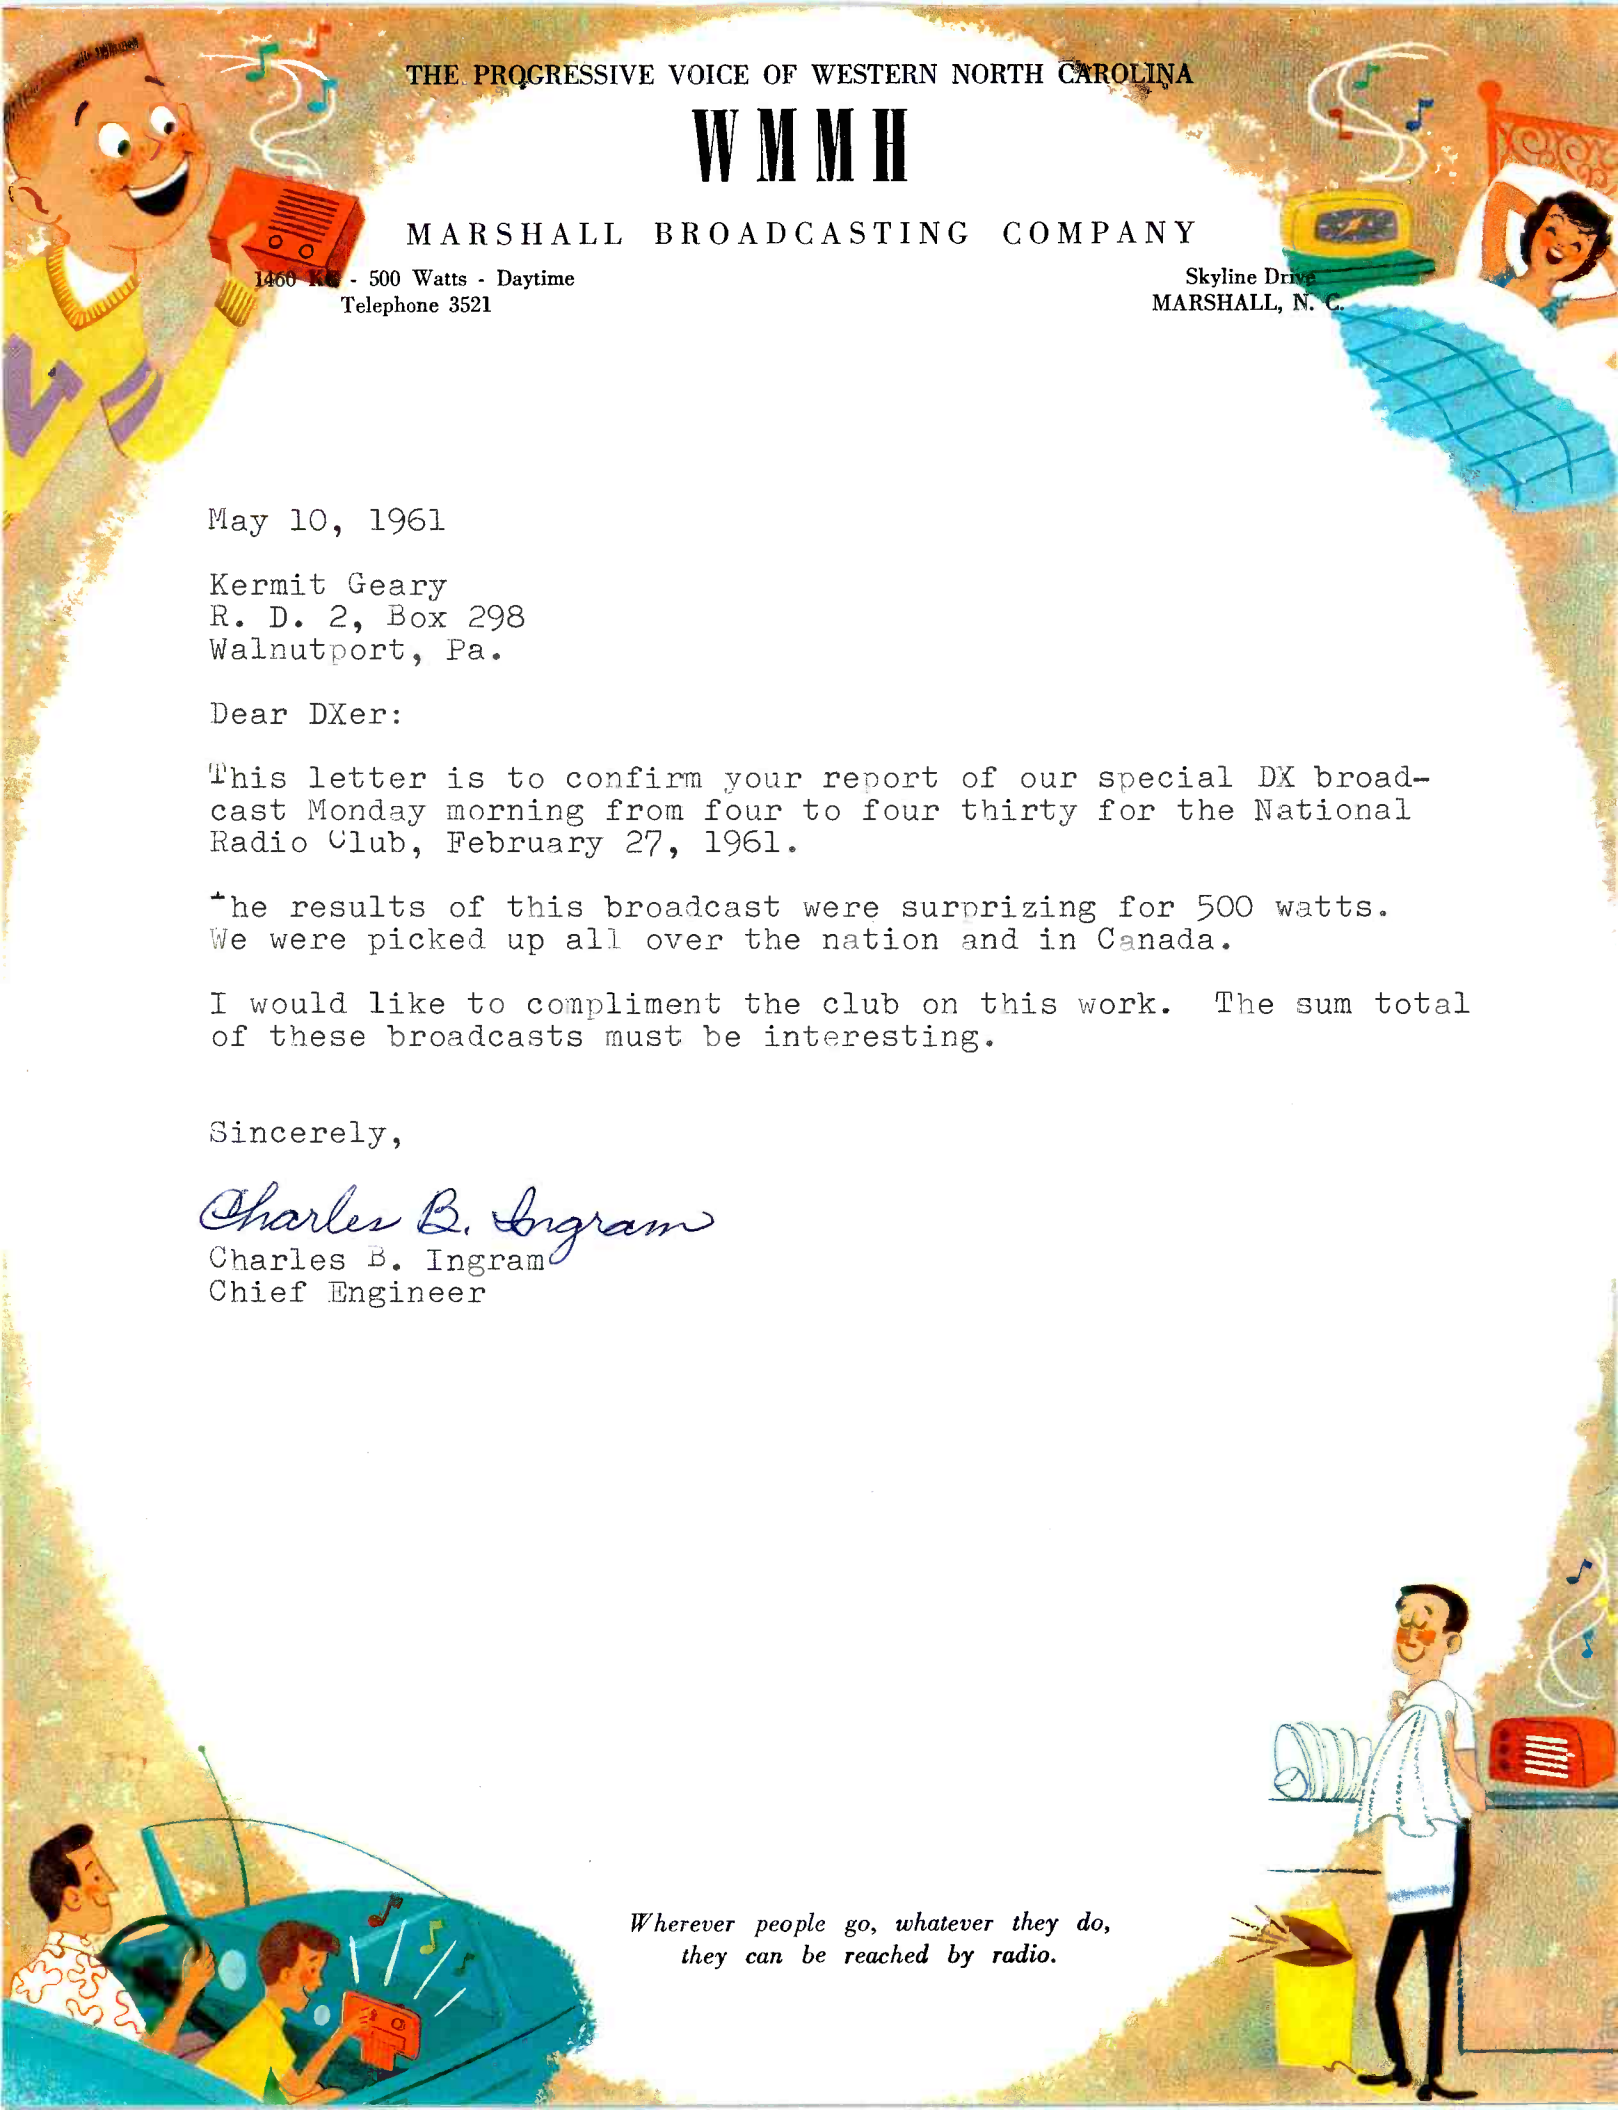 THE PROGRESSIVE VOICE OF WESTERN NORTH CAROLINA
WMMH
MARSHALL BROADCASTING COMPANY
1460 KC - 500 Watts - Daytime
Telephone 3521
Skyline Drive
MARSHALL, N. C.
May 10, 1961
Kermit Geary
R. D. 2, Box 298
Walnutport, Pa.
Dear DXer:
This letter is to confirm your report of our special DX broad-
cast Monday morning from four to four thirty for the National
Radio Club, February 27, 1961.
The results of this broadcast were surprizing for 500 watts.
We were picked up all over the nation and in Canada.
I would like to compliment the club on this work. The sum total
of these broadcasts must be interesting.
Sincerely,
Charles B. Ingram
Charles B. Ingram
Chief Engineer
Wherever people go, whatever they do,
they can be reached by radio.